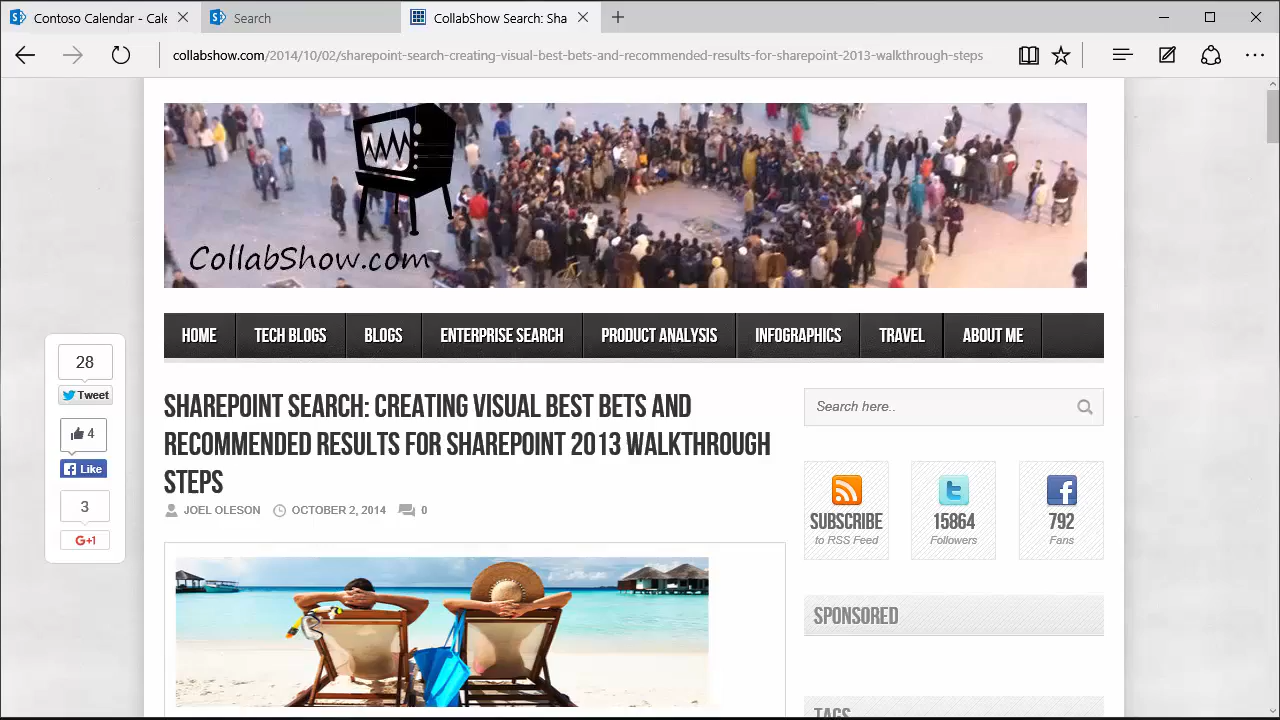 Contoso Calendar - Cale
Search
CollabShow Search: Sha
collabshow.com/2014/10/02/sharepoint-search-creating-visual-best-bets-and-recommended-results-for-sharepoint-2013-walkthrough-steps
CollabShow.com
HOME TECH BLOGS BLOGS ENTERPRISE SEARCH PRODUCT ANALYSIS INFOGRAPHICS TRAVEL ABOUT ME
28
Tweet
4
Like
3
G+1
SHAREPOINT SEARCH: CREATING VISUAL BEST BETS AND
RECOMMENDED RESULTS FOR SHAREPOINT 2013 WALKTHROUGH
STEPS
JOEL OLESON OCTOBER 2, 2014 0
Search here..
SUBSCRIBE
to RSS Feed
15864
Followers
792
Fans
SPONSORED
TAGS